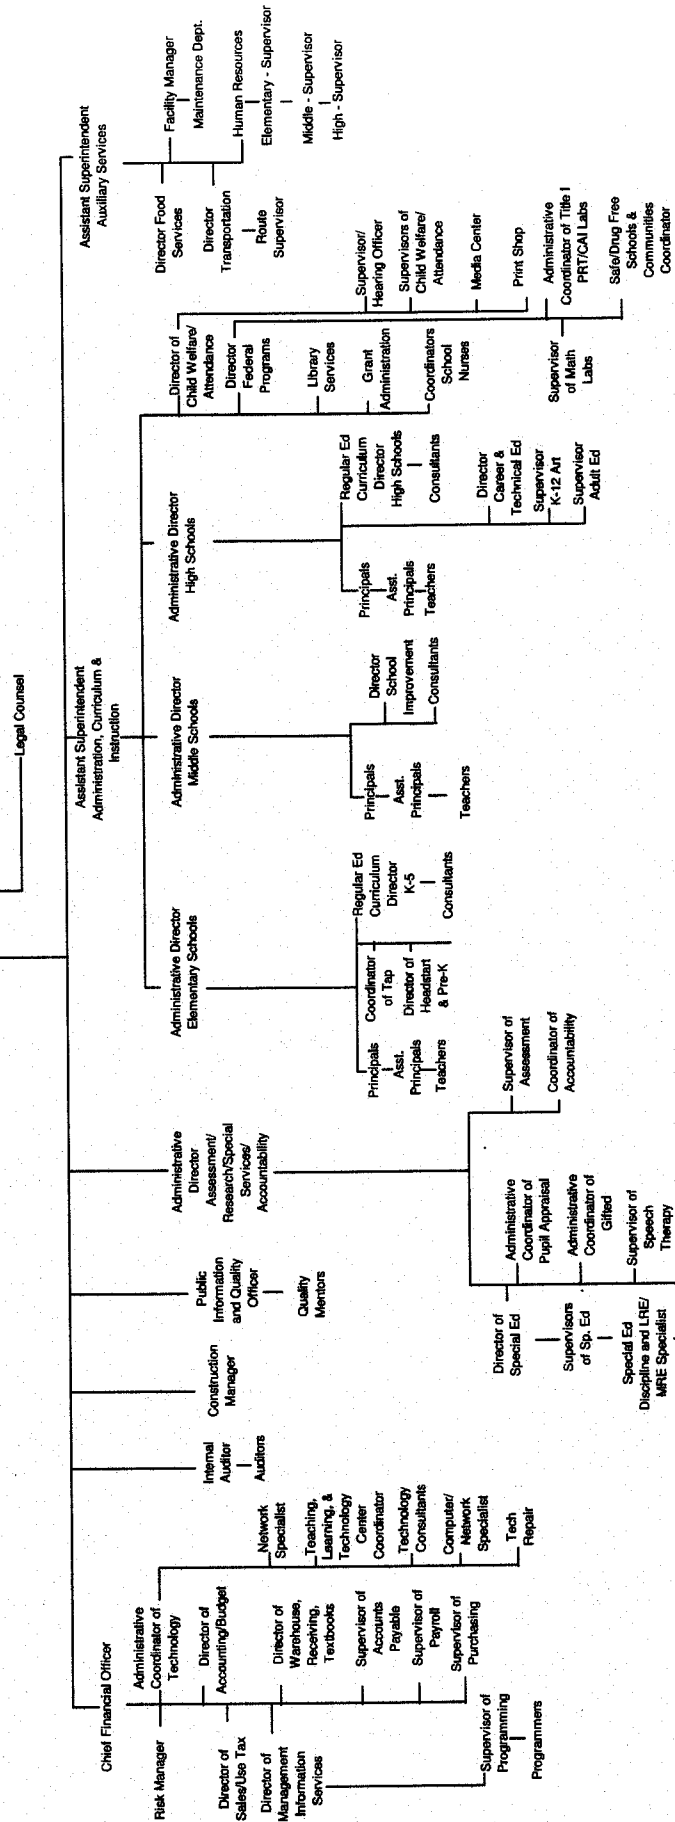 Legal Counsel
Chief Financial Officer
Risk Manager
Administrative
Coordinator of
Technology
Director of
Accounting/Budget
Director of
Sales/Use Tax
Director of
Management
Information
Services
Director of
Warehouse,
Receiving,
Textbooks
Supervisor of
Accounts
Payable
Supervisor of
Payroll
Supervisor of
Purchasing
Supervisor of
Programming
Programmers
Network
Specialist
Teaching,
Learning, &
Technology
Center
Coordinator
Technology
Consultants
Computer/
Network
Specialist
Tech
Repair
Internal
Auditor
Auditors
Construction
Manager
Public
Information
and Quality
Officer
Quality
Mentors
Administrative
Director
Assessment/
Research/Special
Services/
Accountability
Director of
Special Ed
Supervisors
of Sp. Ed
Special Ed
Discipline and LRE/
MRE Specialist
Administrative
Coordinator of
Pupil Appraisal
Administrative
Coordinator of
Gifted
Supervisor of
Speech
Therapy
Supervisor of
Assessment
Coordinator of
Accountability
Assistant Superintendent
Administration, Curriculum &
Instruction
Administrative Director
Elementary Schools
Principals
Asst.
Principals
Teachers
Coordinator
of Tap
Director of
Headstart
& Pre-K
Regular Ed
Curriculum
Director
K-5
Consultants
Administrative Director
Middle Schools
Principals
Asst.
Principals
Teachers
Director
School
Improvement
Consultants
Administrative Director
High Schools
Principals
Asst.
Principals
Teachers
Regular Ed
Curriculum
Director
High Schools
Consultants
Director
Career &
Technical Ed
Supervisor
K-12 Art
Supervisor
Adult Ed
Director of
Child Welfare/
Attendance
Director
Federal
Programs
Library
Services
Grant
Administration
Coordinators
School
Nurses
Supervisor/
Hearing Officer
Supervisors of
Child Welfare/
Attendance
Media Center
Print Shop
Supervisor
of Math
Labs
Administrative
Coordinator of Title I
PRT/CAI Labs
Safe/Drug Free
Schools &
Communities
Coordinator
Assistant Superintendent
Auxiliary Services
Director Food
Services
Director
Transportation
Route
Supervisor
Facility Manager
Maintenance Dept.
Human Resources
Elementary - Supervisor
Middle - Supervisor
High - Supervisor